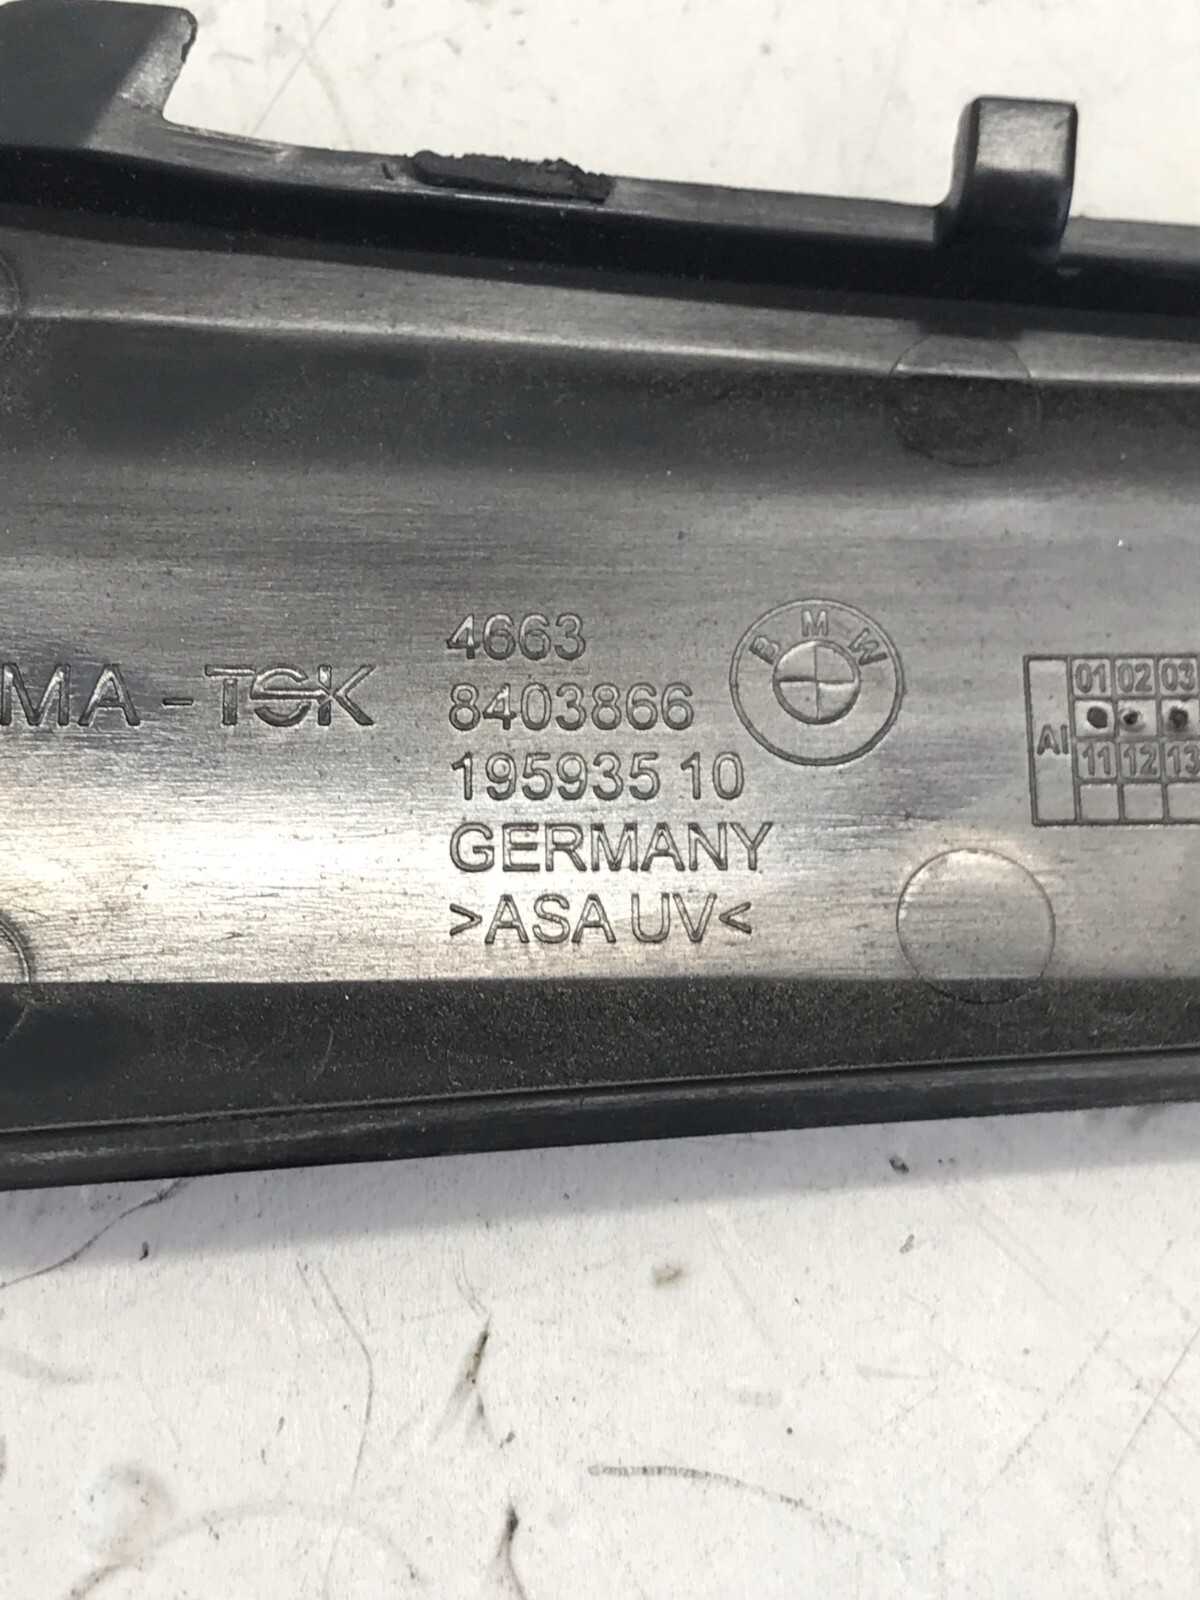 4663
MA-TSK
8403866
195935 10
GERMANY
>ASA UV<
BMW
AI
01 02 03
11 12 13